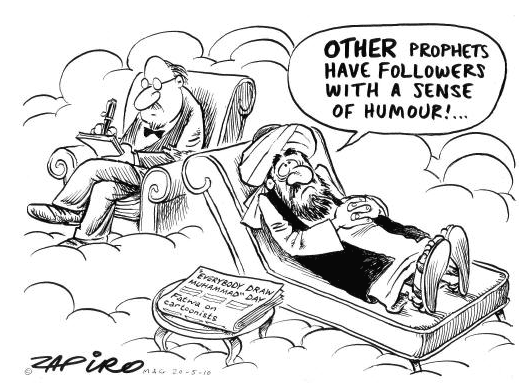 OTHER PROPHETS
HAVE FOLLOWERS
WITH A SENSE
OF HUMOUR!...
"EVERYBODY DRAW
MUHAMMAD" DAY
Fatwa on
cartoonists
© ZAPIRO M&G 20-5-10